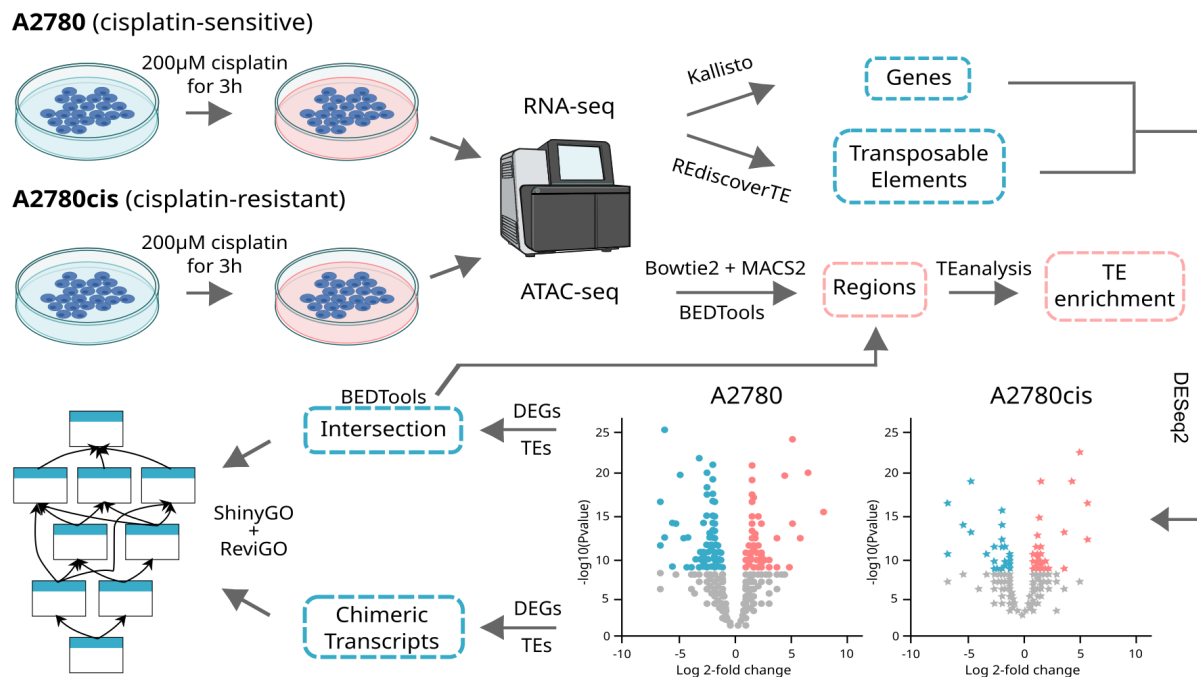 A2780 (cisplatin-sensitive)
200µM cisplatin
for 3h
A2780cis (cisplatin-resistant)
200µM cisplatin
for 3h
RNA-seq
ATAC-seq
Kallisto
REdiscoverTE
Genes
Transposable
Elements
Bowtie2 + MACS2
BEDTools
Regions
TEanalysis
TE
enrichment
DESeq2
A2780
-log10(Pvalue)
25
20
15
10
5
0
-10
-5
0
5
10
Log 2-fold change
A2780cis
-log10(Pvalue)
25
20
15
10
5
0
-10
-5
0
5
10
Log 2-fold change
DEGs
TEs
BEDTools
Intersection
DEGs
TEs
Chimeric
Transcripts
ShinyGO
+
ReviGO